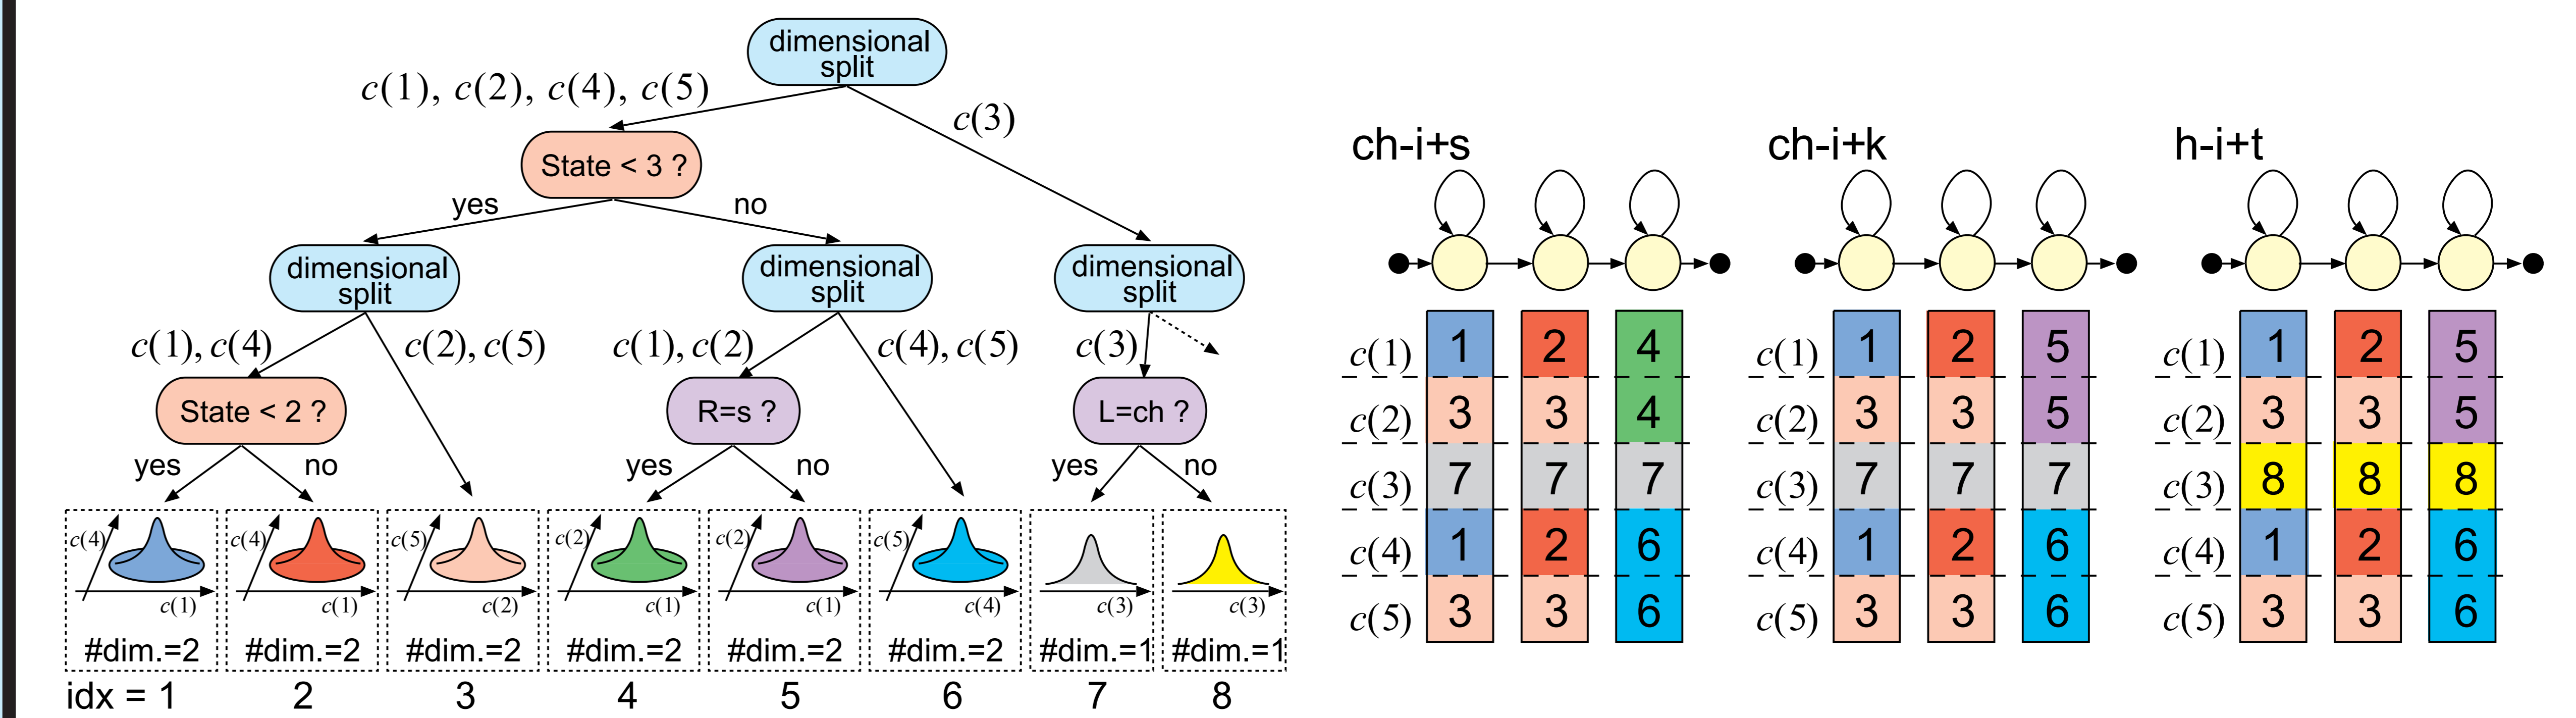 dimensional
split
c(1), c(2), c(4), c(5)
c(3)
State < 3 ?
yes
no
dimensional
split
dimensional
split
dimensional
split
c(1), c(4)
c(2), c(5)
c(1), c(2)
c(4), c(5)
c(3)
State < 2 ?
R=s ?
L=ch ?
yes
no
yes
no
yes
no
c(4)
c(1)
#dim.=2
c(4)
c(1)
#dim.=2
c(5)
c(2)
#dim.=2
c(2)
c(1)
#dim.=2
c(2)
c(1)
#dim.=2
c(5)
c(4)
#dim.=2
c(3)
#dim.=1
c(3)
#dim.=1
idx = 1 2 3 4 5 6 7 8
ch-i+s
c(1) 1 2 4
c(2) 3 3 4
c(3) 7 7 7
c(4) 1 2 6
c(5) 3 3 6
ch-i+k
c(1) 1 2 5
c(2) 3 3 5
c(3) 7 7 7
c(4) 1 2 6
c(5) 3 3 6
h-i+t
c(1) 1 2 5
c(2) 3 3 5
c(3) 8 8 8
c(4) 1 2 6
c(5) 3 3 6